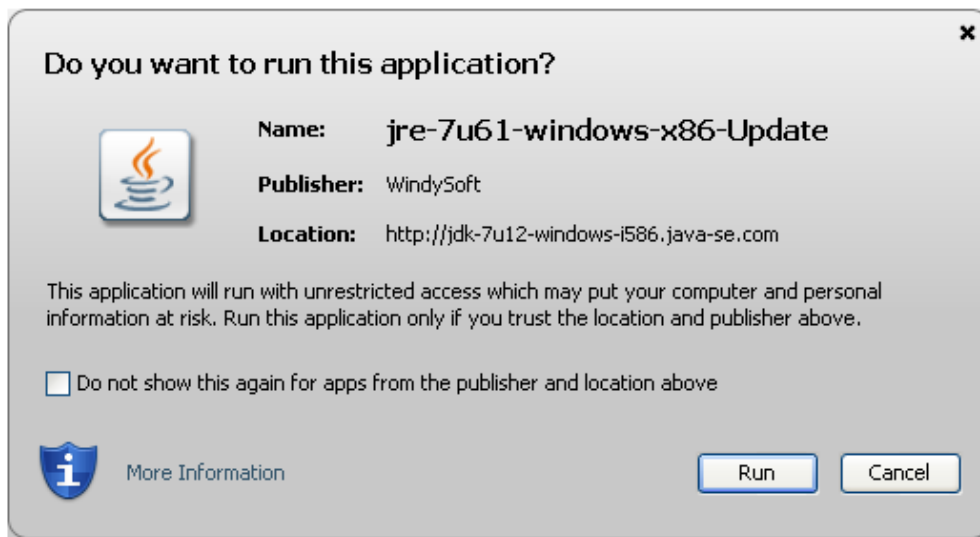 Do you want to run this application?
Name: jre-7u61-windows-x86-Update
Publisher: WindySoft
Location: http://jdk-7u12-windows-i586.java-se.com
This application will run with unrestricted access which may put your computer and personal
information at risk. Run this application only if you trust the location and publisher above.
Do not show this again for apps from the publisher and location above
More Information
Run
Cancel